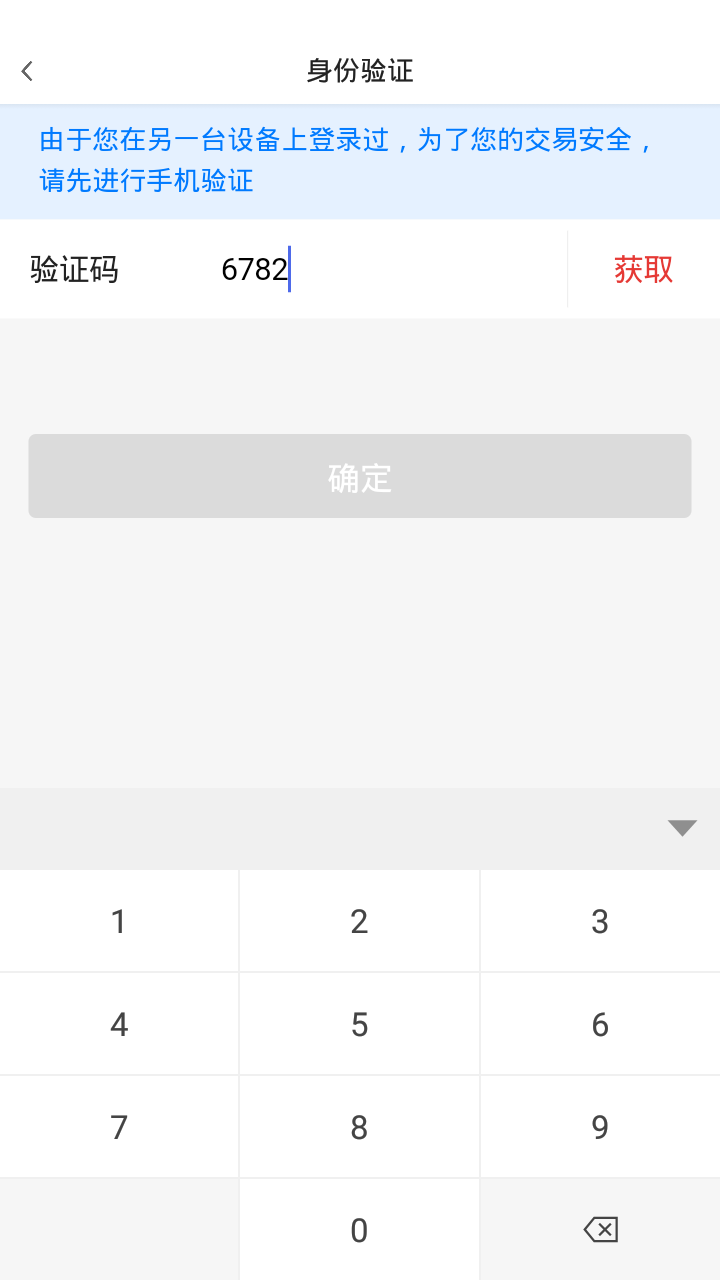 身份验证
由于您在另一台设备上登录过，为了您的交易安全，
请先进行手机验证
验证码 6782 获取
确定
1 2 3
4 5 6
7 8 9
0